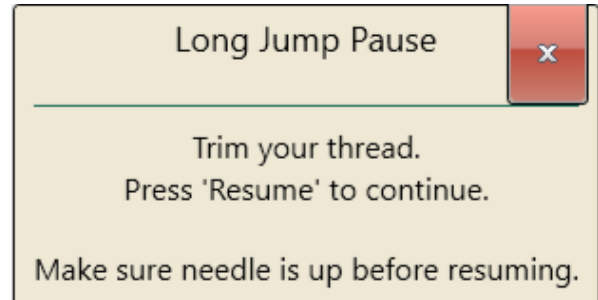 Long Jump Pause
x
Trim your thread.
Press 'Resume' to continue.
Make sure needle is up before resuming.